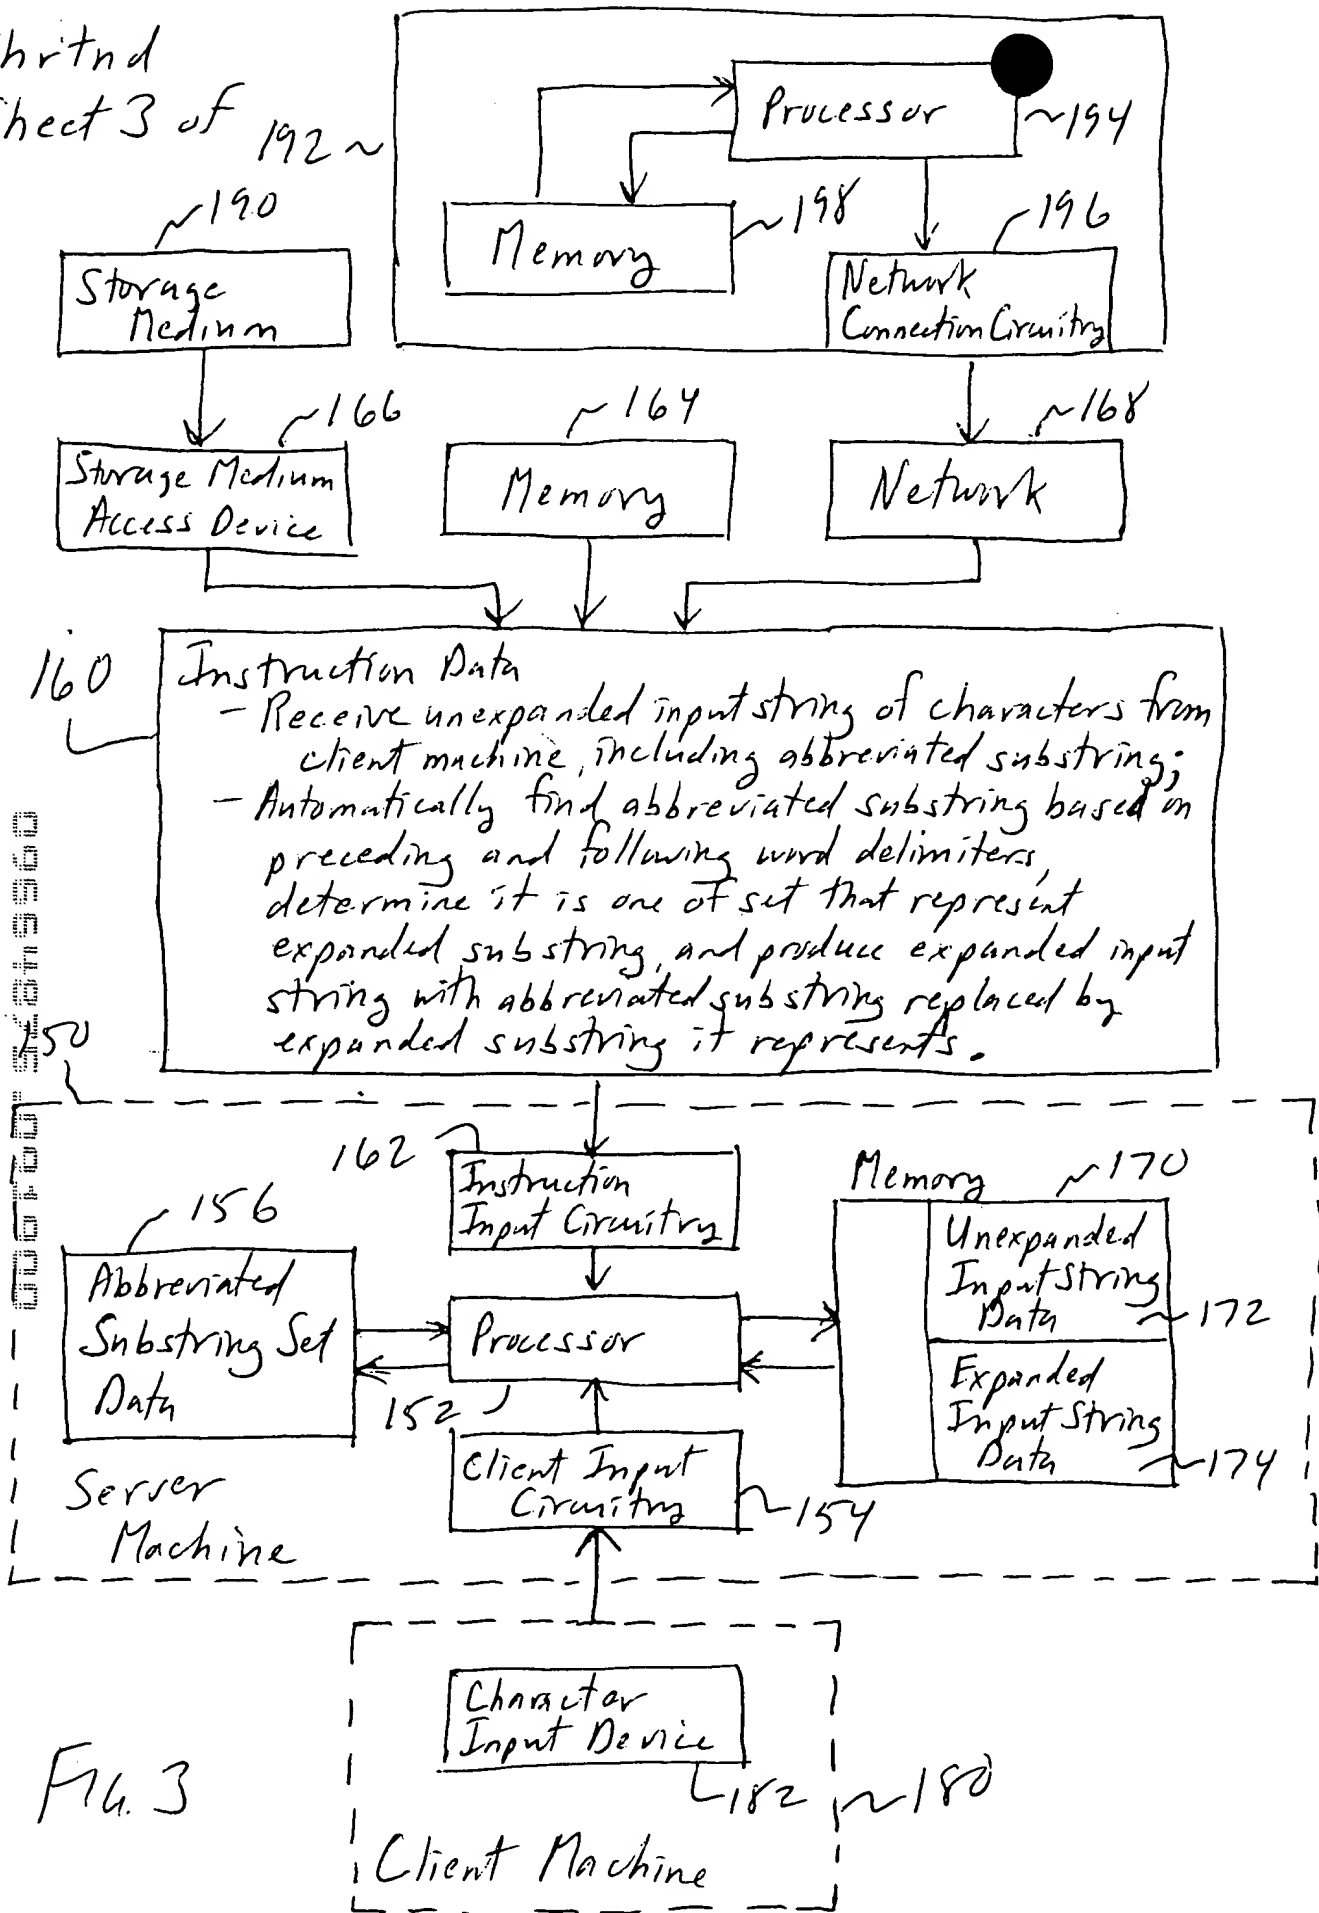 hritnd
heet 3 of
192
Processor
194
Memory
198
196
Network
Connection Circuitry
190
Storage
Medium
166
Storage Medium
Access Device
164
Memory
168
Network
160
Instruction Data
- Receive unexpanded input string of characters from
client machine, including abbreviated substring;
- Automatically find abbreviated substring based on
preceding and following word delimiters,
determine it is one of set that represent
expanded substring, and produce expanded input
string with abbreviated substring replaced by
expanded substring it represents.
150
162
Instruction
Input Circuitry
Memory
170
Unexpanded
Input String
Data
172
Expanded
Input String
Data
174
156
Abbreviated
Substring Set
Data
Processor
152
Client Input
Circuitry
154
Server
Machine
Character
Input Device
182
180
Client Machine
FIG. 3